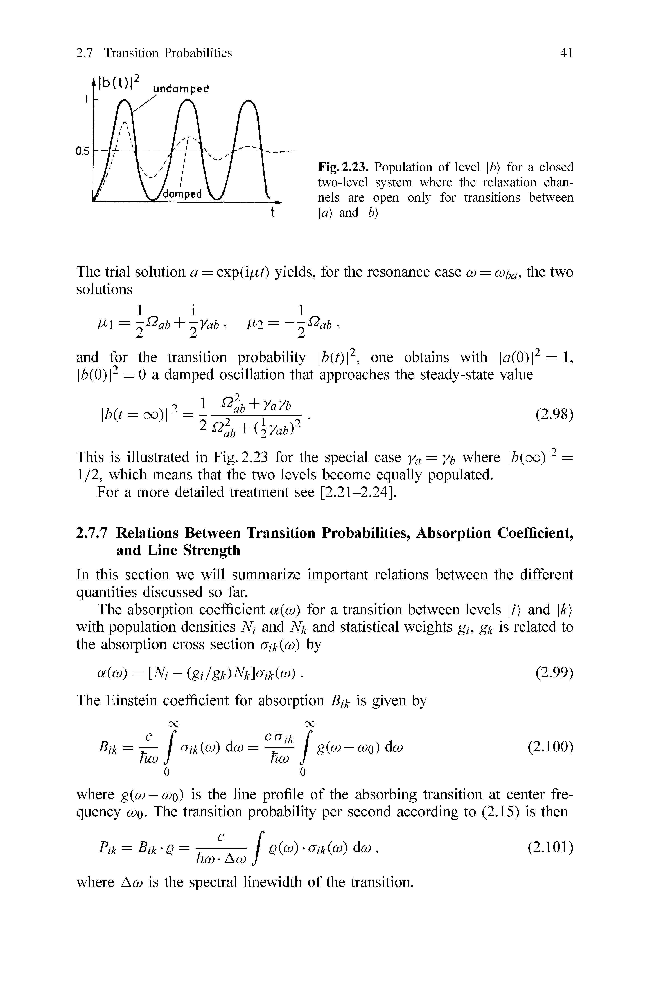 2.7 Transition Probabilities 41
|b(t)|²
undamped
1
0.5
damped
t
Fig. 2.23. Population of level |b⟩ for a closed
two-level system where the relaxation chan-
nels are open only for transitions between
|a⟩ and |b⟩
The trial solution a = exp(iμt) yields, for the resonance case ω = ω_ba, the two
solutions
μ₁ = 1/2 Ω_ab + i/2 γ_ab , μ₂ = −1/2 Ω_ab ,
and for the transition probability |b(t)|², one obtains with |a(0)|² = 1,
|b(0)|² = 0 a damped oscillation that approaches the steady-state value
|b(t = ∞)|² = 1/2 (Ω²_ab + γ_a γ_b)/(Ω²_ab + (½γ_ab)²) . (2.98)
This is illustrated in Fig. 2.23 for the special case γ_a = γ_b where |b(∞)|² =
1/2, which means that the two levels become equally populated.
For a more detailed treatment see [2.21–2.24].
2.7.7 Relations Between Transition Probabilities, Absorption Coefficient,
and Line Strength
In this section we will summarize important relations between the different
quantities discussed so far.
The absorption coefficient α(ω) for a transition between levels |i⟩ and |k⟩
with population densities N_i and N_k and statistical weights g_i, g_k is related to
the absorption cross section σ_ik(ω) by
α(ω) = [N_i − (g_i/g_k)N_k]σ_ik(ω) . (2.99)
The Einstein coefficient for absorption B_ik is given by
B_ik = c/ħω ∫₀^∞ σ_ik(ω) dω = c σ̅_ik/ħω ∫₀^∞ g(ω − ω₀) dω (2.100)
where g(ω − ω₀) is the line profile of the absorbing transition at center fre-
quency ω₀. The transition probability per second according to (2.15) is then
P_ik = B_ik · ϱ = c/(ħω · Δω) ∫ ϱ(ω) · σ_ik(ω) dω , (2.101)
where Δω is the spectral linewidth of the transition.